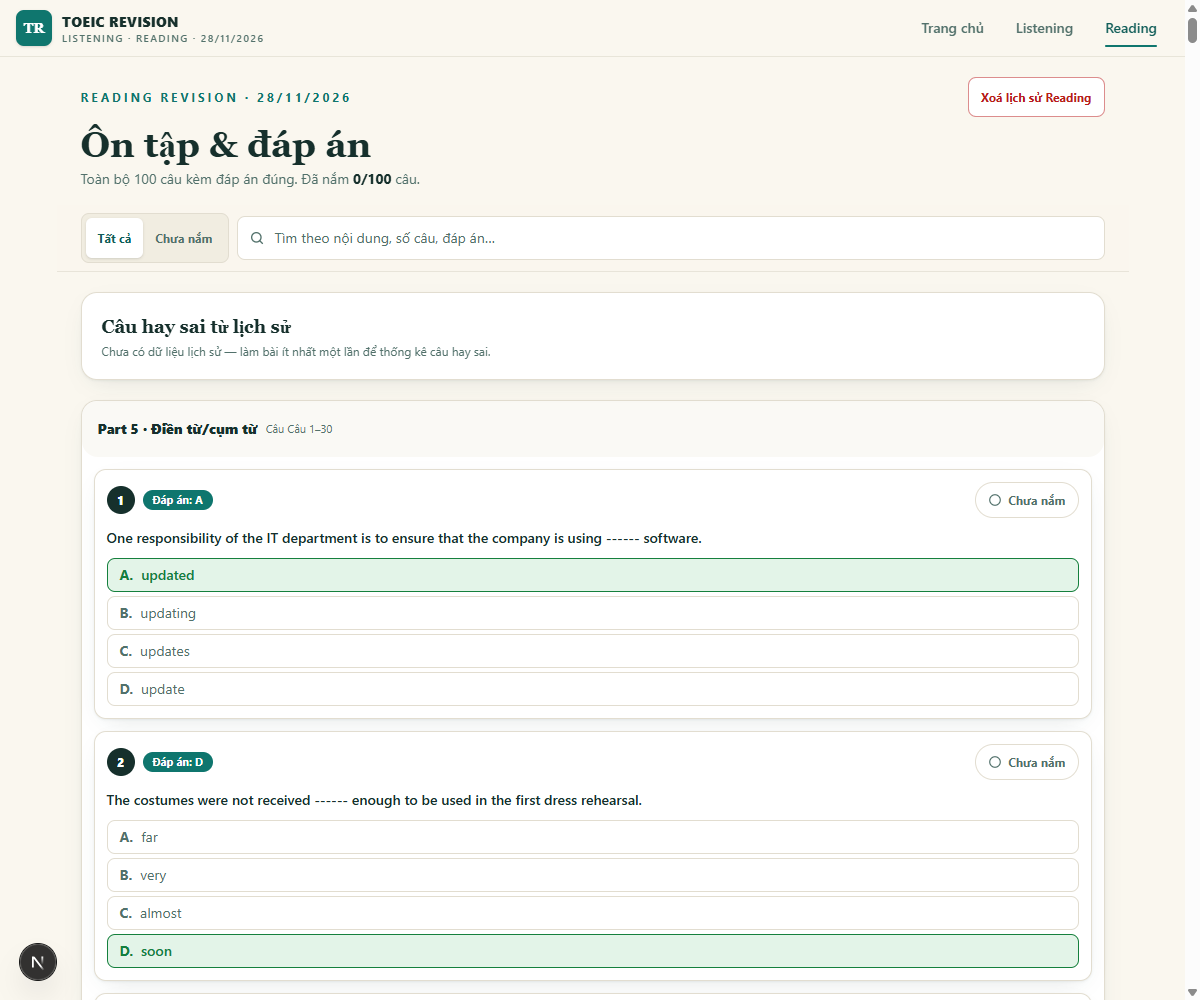 TR
TOEIC REVISION
LISTENING · READING · 28/11/2026
Trang chủ
Listening
Reading
READING REVISION · 28/11/2026
Xoá lịch sử Reading
Ôn tập & đáp án
Toàn bộ 100 câu kèm đáp án đúng. Đã nắm 0/100 câu.
Tất cả
Chưa nắm
Tìm theo nội dung, số câu, đáp án...
Câu hay sai từ lịch sử
Chưa có dữ liệu lịch sử — làm bài ít nhất một lần để thống kê câu hay sai.
Part 5 · Điền từ/cụm từ Câu Câu 1–30
1 Đáp án: A
Chưa nắm
One responsibility of the IT department is to ensure that the company is using ------ software.
A. updated
B. updating
C. updates
D. update
2 Đáp án: D
Chưa nắm
The costumes were not received ------ enough to be used in the first dress rehearsal.
A. far
B. very
C. almost
D. soon
N